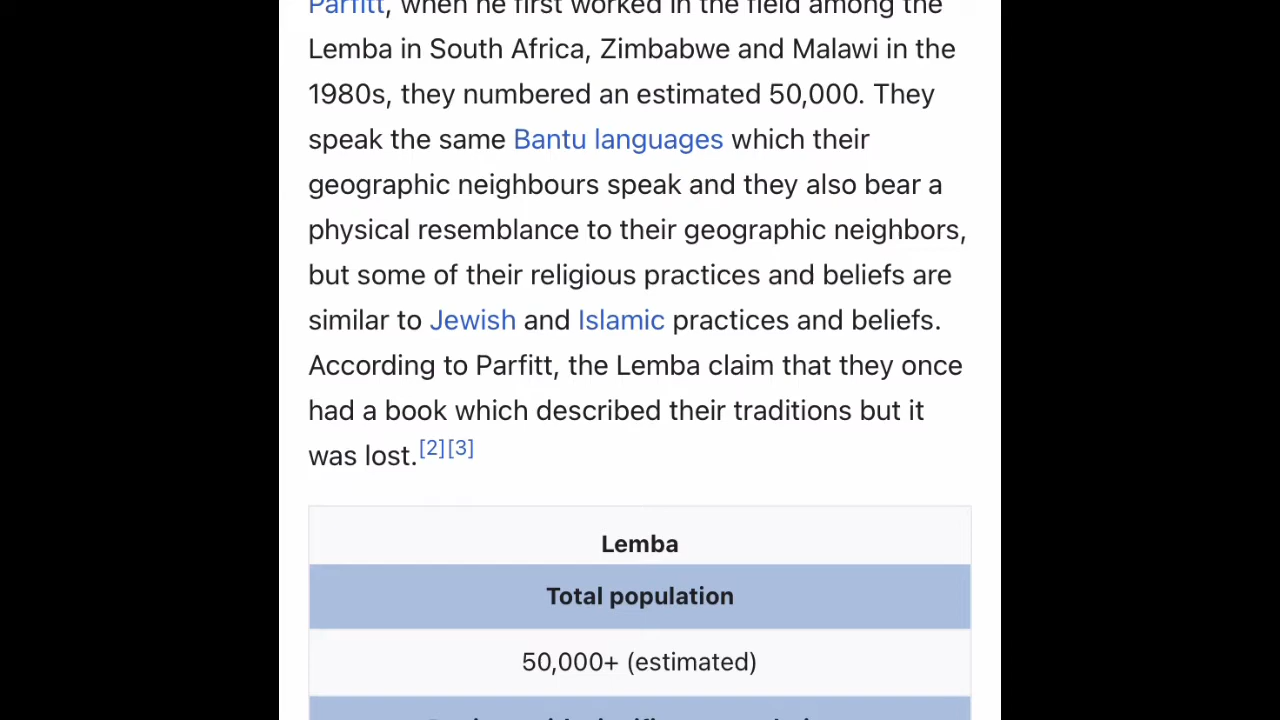 Parfitt, when he first worked in the field among the
Lemba in South Africa, Zimbabwe and Malawi in the
1980s, they numbered an estimated 50,000. They
speak the same Bantu languages which their
geographic neighbours speak and they also bear a
physical resemblance to their geographic neighbors,
but some of their religious practices and beliefs are
similar to Jewish and Islamic practices and beliefs.
According to Parfitt, the Lemba claim that they once
had a book which described their traditions but it
was lost.[2][3]
Lemba
Total population
50,000+ (estimated)